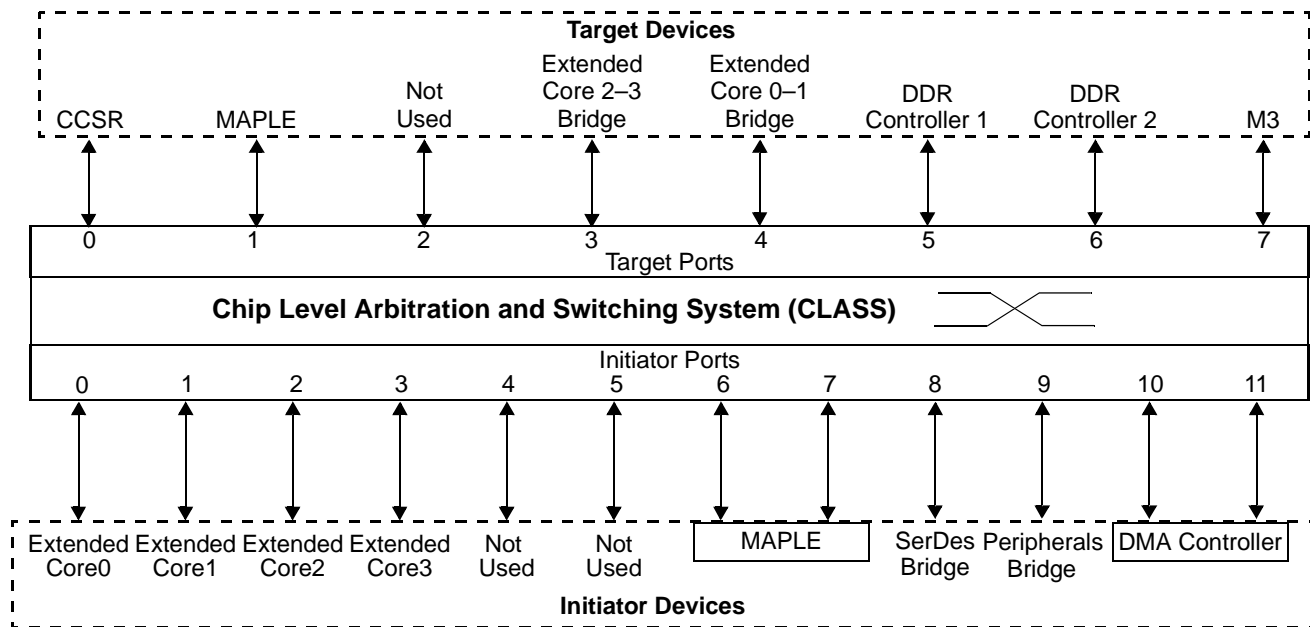 Target Devices
CCSR
MAPLE
Not
Used
Extended
Core 2–3
Bridge
Extended
Core 0–1
Bridge
DDR
Controller 1
DDR
Controller 2
M3
0 1 2 3 4 5 6 7
Target Ports
Chip Level Arbitration and Switching System (CLASS)
Initiator Ports
0 1 2 3 4 5 6 7 8 9 10 11
Extended
Core0
Extended
Core1
Extended
Core2
Extended
Core3
Not
Used
Not
Used
MAPLE
SerDes
Bridge
Peripherals
Bridge
DMA Controller
Initiator Devices